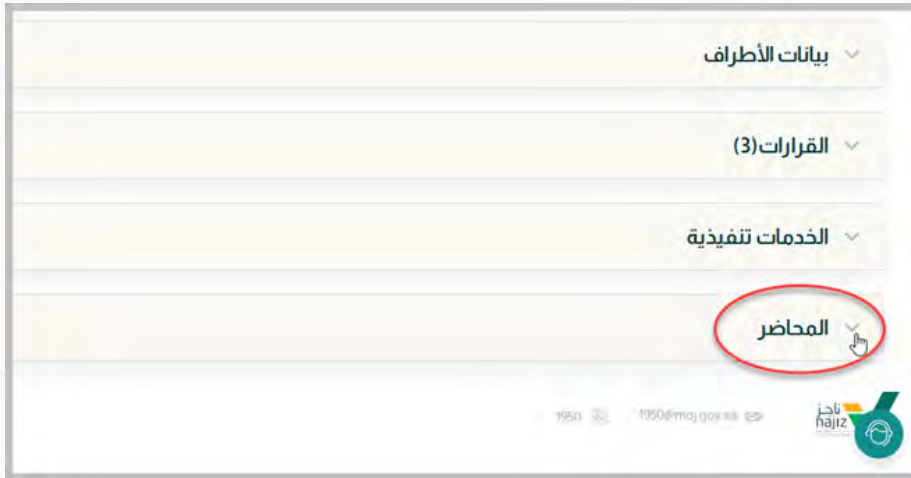 بيانات الأطراف
القرارات(3)
الخدمات تنفيذية
المحاضر
ناجز
najiz
1950@moj.gov.sa
1950